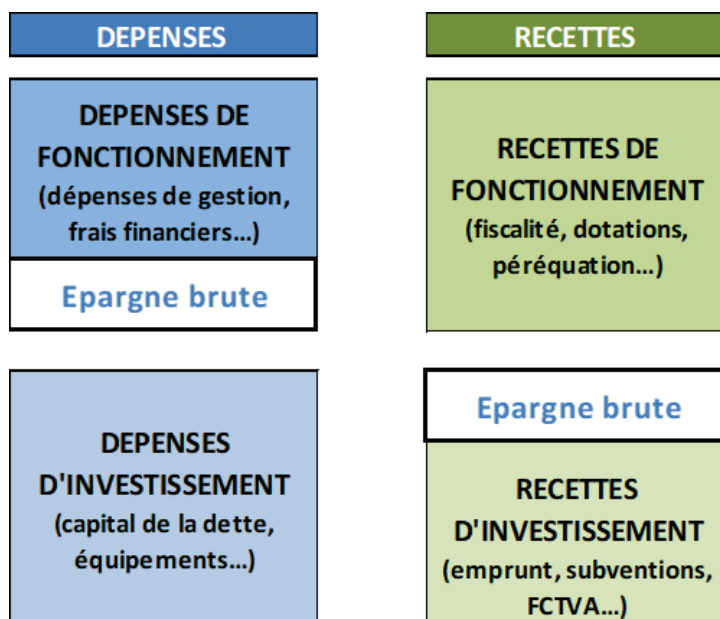 DEPENSES
RECETTES
DEPENSES DE
FONCTIONNEMENT
(dépenses de gestion,
frais financiers...)
Epargne brute
RECETTES DE
FONCTIONNEMENT
(fiscalité, dotations,
péréquation...)
DEPENSES
D'INVESTISSEMENT
(capital de la dette,
équipements...)
Epargne brute
RECETTES
D'INVESTISSEMENT
(emprunt, subventions,
FCTVA...)